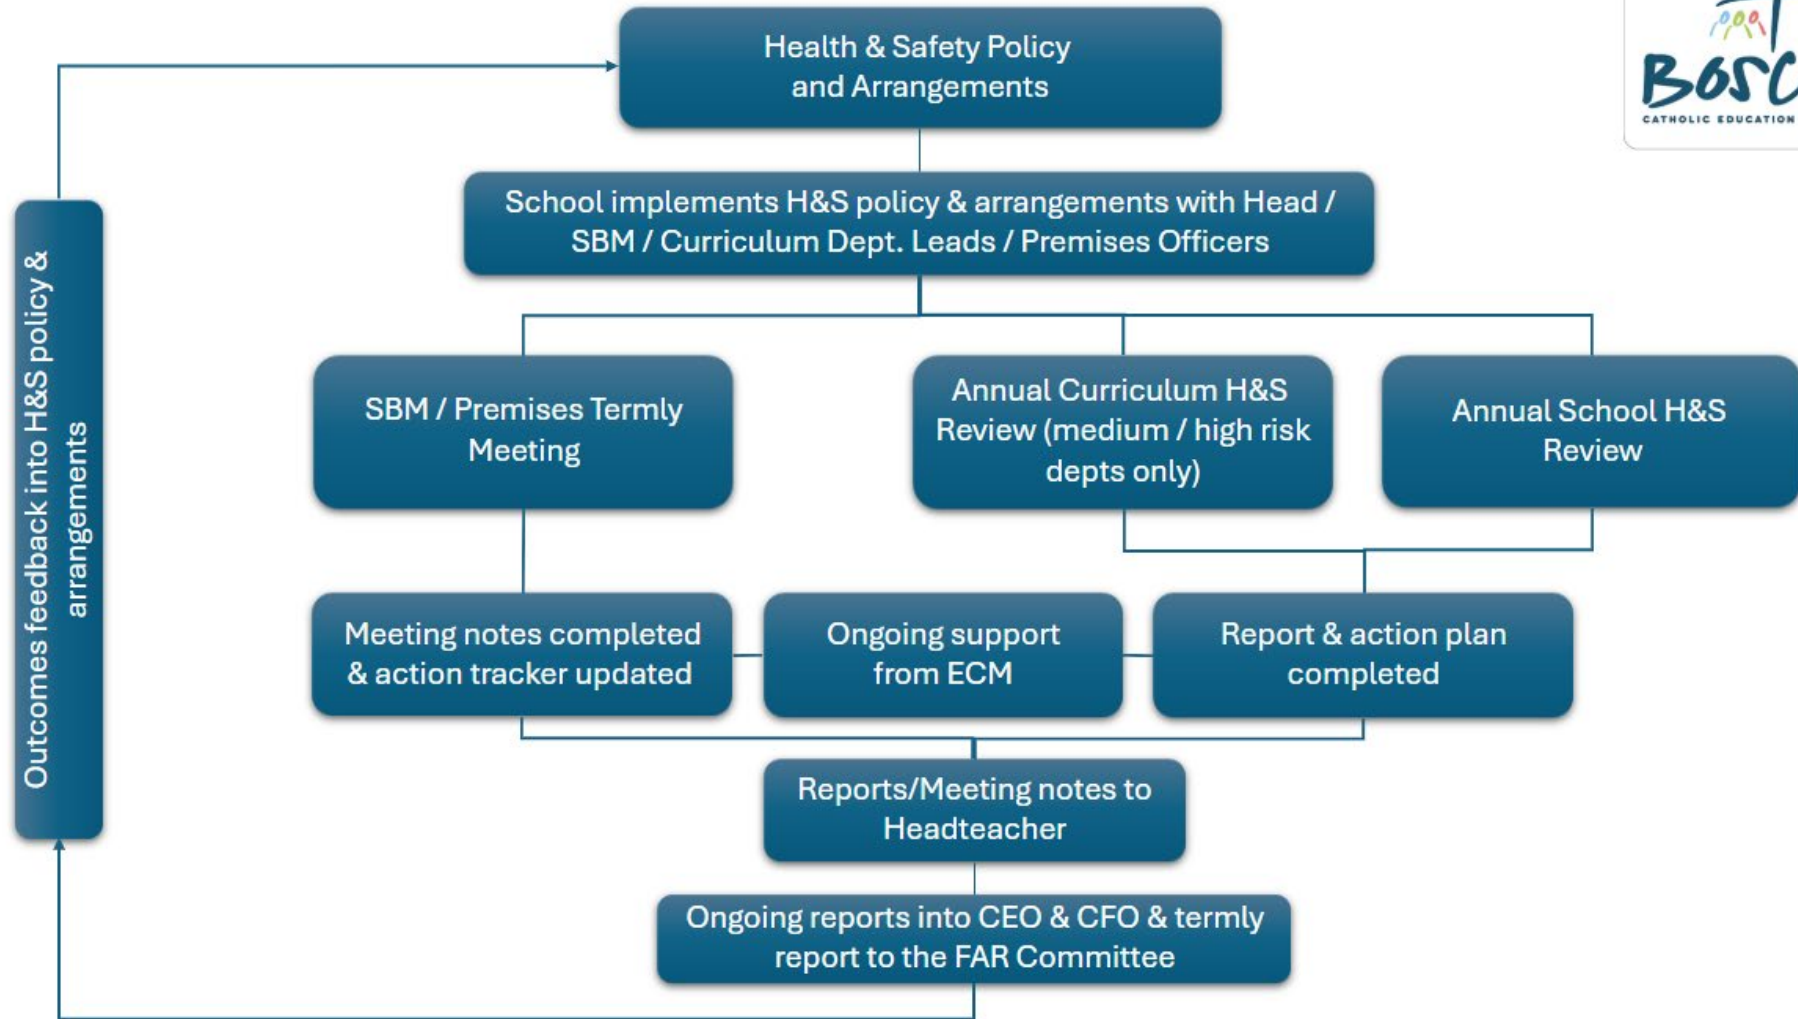 Health & Safety Policy
and Arrangements
BOSC
CATHOLIC EDUCATION
School implements H&S policy & arrangements with Head /
SBM / Curriculum Dept. Leads / Premises Officers
Outcomes feedback into H&S policy &
arrangements
SBM / Premises Termly
Meeting
Annual Curriculum H&S
Review (medium / high risk
depts only)
Annual School H&S
Review
Meeting notes completed
& action tracker updated
Ongoing support
from ECM
Report & action plan
completed
Reports/Meeting notes to
Headteacher
Ongoing reports into CEO & CFO & termly
report to the FAR Committee